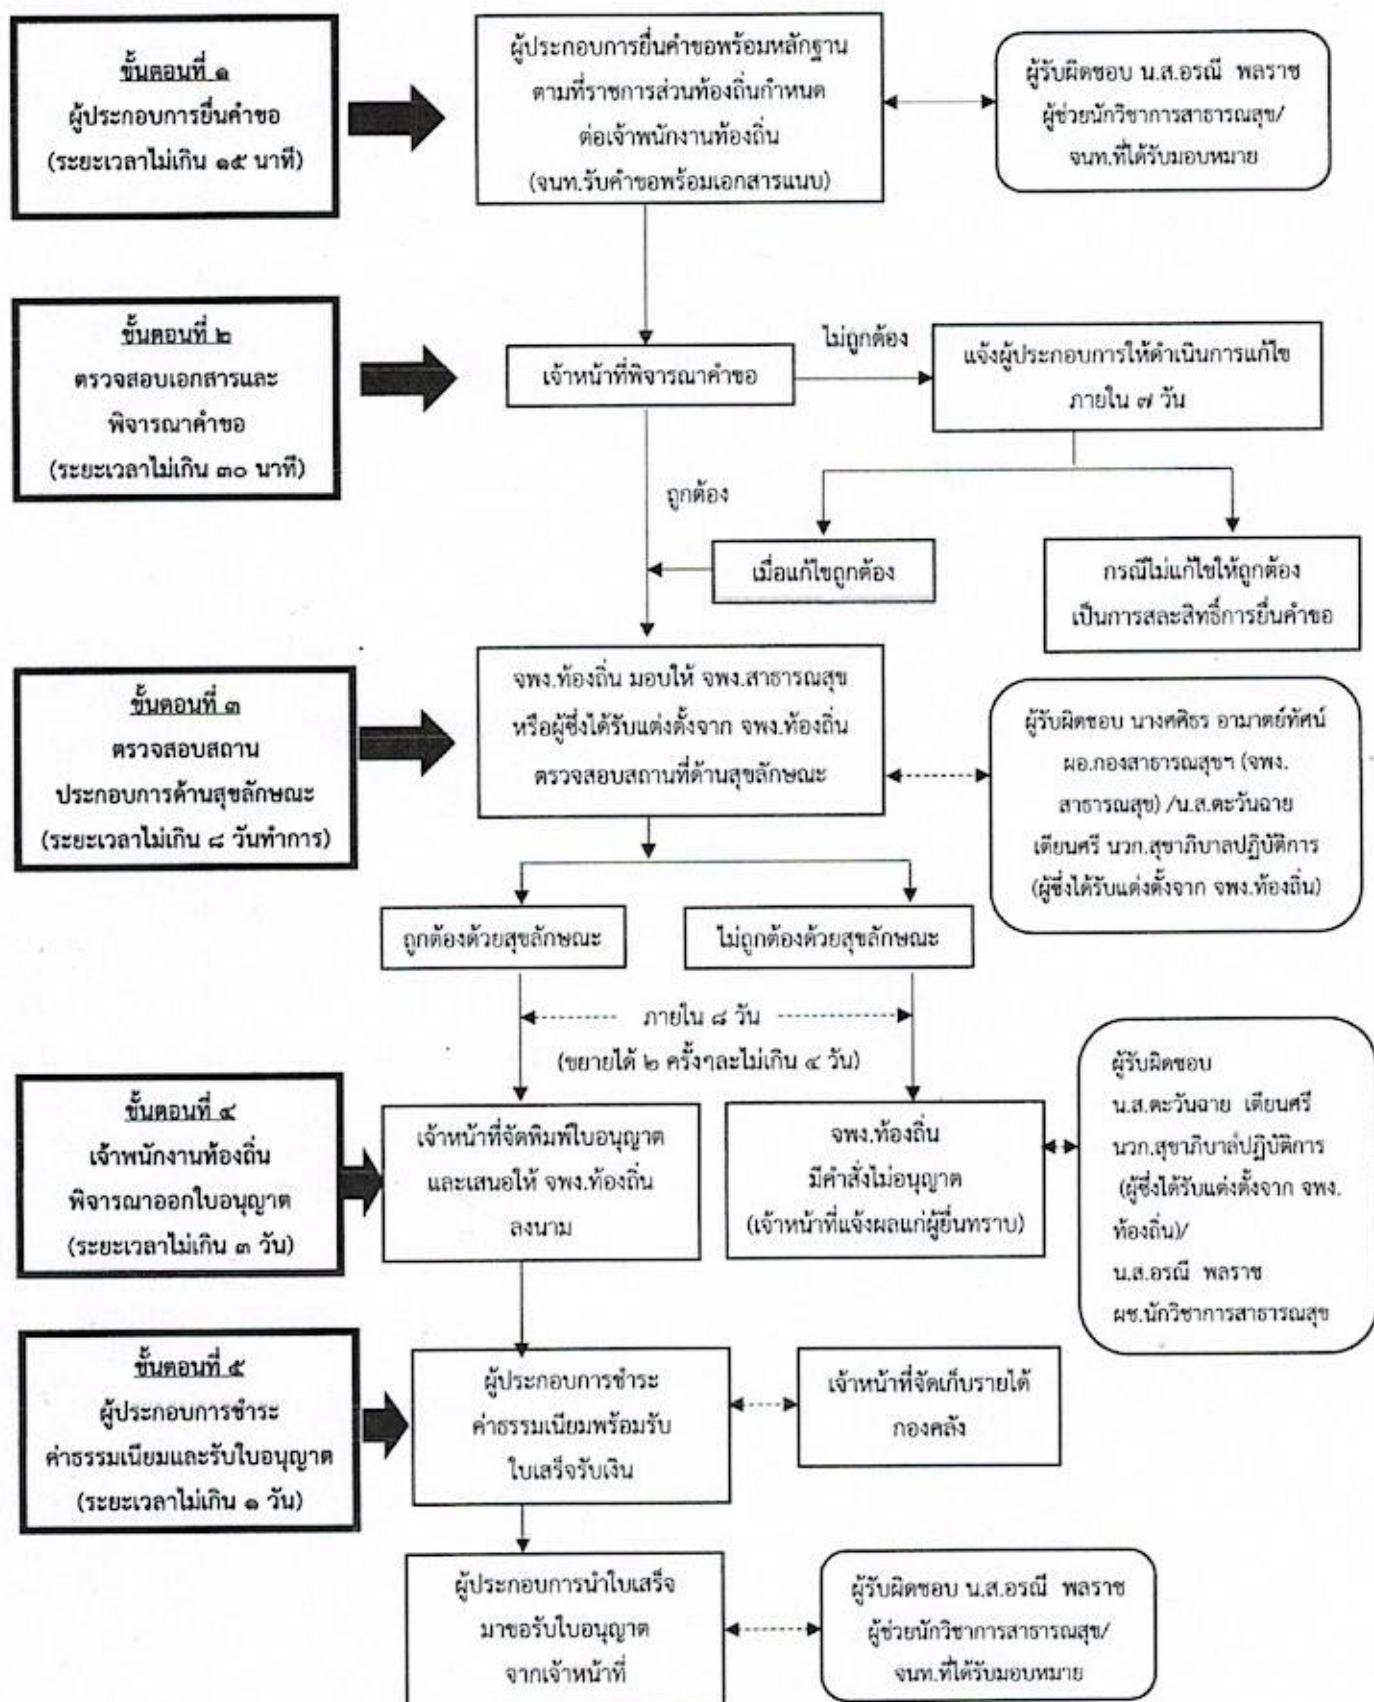 ขั้นตอนที่ ๑
ผู้ประกอบการยื่นคำขอ
(ระยะเวลาไม่เกิน ๑๕ นาที)
ผู้ประกอบการยื่นคำขอพร้อมหลักฐาน
ตามที่ราชการส่วนท้องถิ่นกำหนด
ต่อเจ้าพนักงานท้องถิ่น
(จนท.รับคำขอพร้อมเอกสารแนบ)
ผู้รับผิดชอบ น.ส.อรณี พลราช
ผู้ช่วยนักวิชาการสาธารณสุข/
จนท.ที่ได้รับมอบหมาย
ขั้นตอนที่ ๒
ตรวจสอบเอกสารและ
พิจารณาคำขอ
(ระยะเวลาไม่เกิน ๓๐ นาที)
เจ้าหน้าที่พิจารณาคำขอ
ไม่ถูกต้อง
แจ้งผู้ประกอบการให้ดำเนินการแก้ไข
ภายใน ๗ วัน
ถูกต้อง
เมื่อแก้ไขถูกต้อง
กรณีไม่แก้ไขให้ถูกต้อง
เป็นการสละสิทธิ์การยื่นคำขอ
ขั้นตอนที่ ๓
ตรวจสอบสถาน
ประกอบการด้านสุขลักษณะ
(ระยะเวลาไม่เกิน ๘ วันทำการ)
จพง.ท้องถิ่น มอบให้ จพง.สาธารณสุข
หรือผู้ซึ่งได้รับแต่งตั้งจาก จพง.ท้องถิ่น
ตรวจสอบสถานที่ด้านสุขลักษณะ
ผู้รับผิดชอบ นางศศิธร อามาตย์ทัศน์
ผอ.กองสาธารณสุขฯ (จพง.
สาธารณสุข) /น.ส.ตะวันฉาย
เตียนศรี นวก.สุขาภิบาลปฏิบัติการ
(ผู้ซึ่งได้รับแต่งตั้งจาก จพง.ท้องถิ่น)
ถูกต้องด้วยสุขลักษณะ
ไม่ถูกต้องด้วยสุขลักษณะ
ภายใน ๘ วัน
(ขยายได้ ๒ ครั้งๆละไม่เกิน ๔ วัน)
ขั้นตอนที่ ๔
เจ้าพนักงานท้องถิ่น
พิจารณาออกใบอนุญาต
(ระยะเวลาไม่เกิน ๓ วัน)
เจ้าหน้าที่จัดพิมพ์ใบอนุญาต
และเสนอให้ จพง.ท้องถิ่น
ลงนาม
จพง.ท้องถิ่น
มีคำสั่งไม่อนุญาต
(เจ้าหน้าที่แจ้งผลแก่ผู้ยื่นทราบ)
ผู้รับผิดชอบ
น.ส.ตะวันฉาย เตียนศรี
นวก.สุขาภิบาลปฏิบัติการ
(ผู้ซึ่งได้รับแต่งตั้งจาก จพง.
ท้องถิ่น)/
น.ส.อรณี พลราช
ผช.นักวิชาการสาธารณสุข
ขั้นตอนที่ ๕
ผู้ประกอบการชำระ
ค่าธรรมเนียมและรับใบอนุญาต
(ระยะเวลาไม่เกิน ๑ วัน)
ผู้ประกอบการชำระ
ค่าธรรมเนียมพร้อมรับ
ใบเสร็จรับเงิน
เจ้าหน้าที่จัดเก็บรายได้
กองคลัง
ผู้ประกอบการนำใบเสร็จ
มาขอรับใบอนุญาต
จากเจ้าหน้าที่
ผู้รับผิดชอบ น.ส.อรณี พลราช
ผู้ช่วยนักวิชาการสาธารณสุข/
จนท.ที่ได้รับมอบหมาย